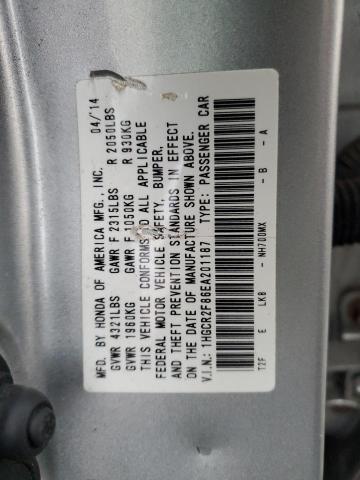 MFD. BY HONDA OF AMERICA MFG., INC. 04/14
GVWR 4321LBS GAWR F 2315LBS R 2050LBS
GVWR 1960KG GAWR F 1050KG R 930KG
THIS VEHICLE CONFORMS TO ALL APPLICABLE
FEDERAL MOTOR VEHICLE SAFETY, BUMPER,
AND THEFT PREVENTION STANDARDS IN EFFECT
ON THE DATE OF MANUFACTURE SHOWN ABOVE.
V.I.N.: 1HGCR2F86EA201187 TYPE: PASSENGER CAR
T2F E LKB - NH700MX - B - A